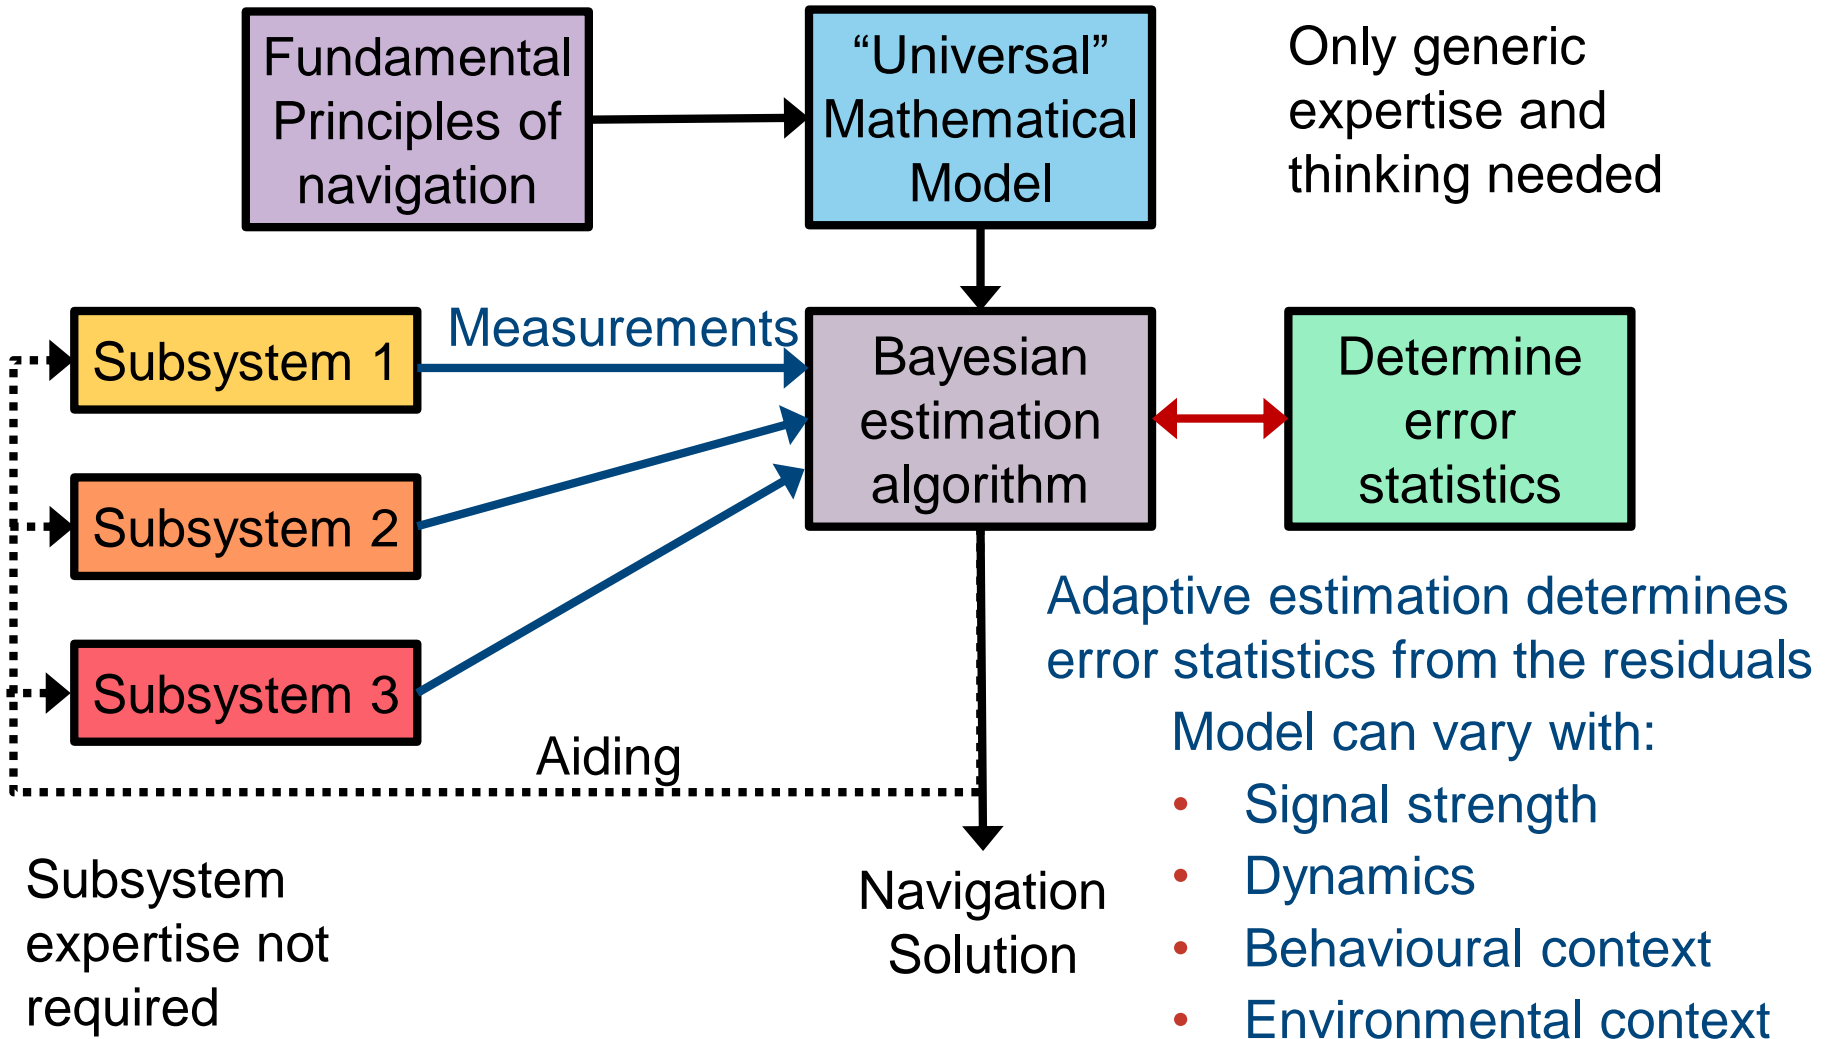 Fundamental
Principles of
navigation
“Universal”
Mathematical
Model
Only generic
expertise and
thinking needed
Subsystem 1
Measurements
Bayesian
estimation
algorithm
Determine
error
statistics
Subsystem 2
Subsystem 3
Aiding
Adaptive estimation determines
error statistics from the residuals
Model can vary with:
• Signal strength
• Dynamics
• Behavioural context
• Environmental context
Subsystem
expertise not
required
Navigation
Solution